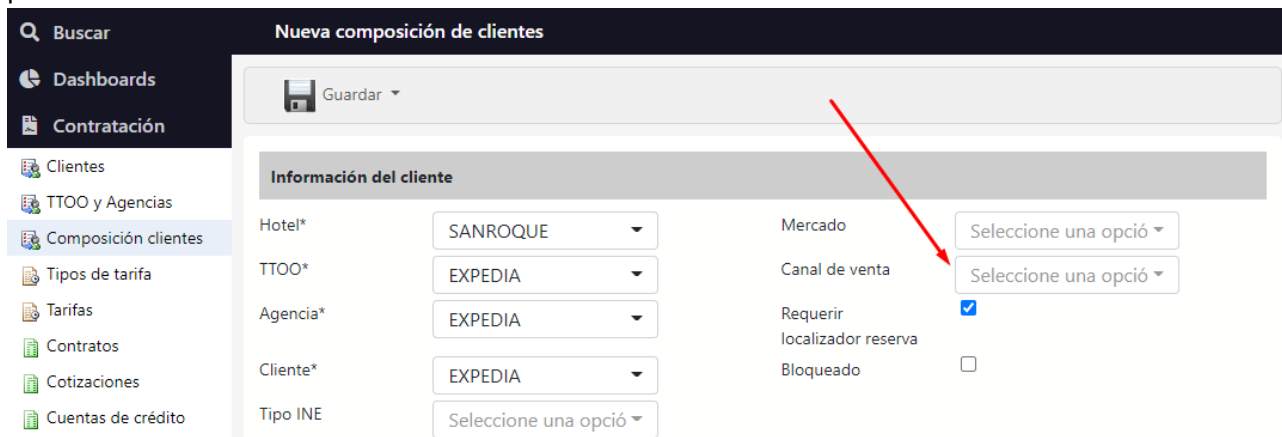 Buscar
Nueva composición de clientes
Dashboards
Guardar
Contratación
Clientes
Información del cliente
TTOO y Agencias
Composición clientes
Hotel*
SANROQUE
Mercado
Seleccione una opció
Tipos de tarifa
TTOO*
EXPEDIA
Canal de venta
Seleccione una opció
Tarifas
Agencia*
EXPEDIA
Requerir
localizador reserva
Contratos
Cotizaciones
Cliente*
EXPEDIA
Bloqueado
Cuentas de crédito
Tipo INE
Seleccione una opció